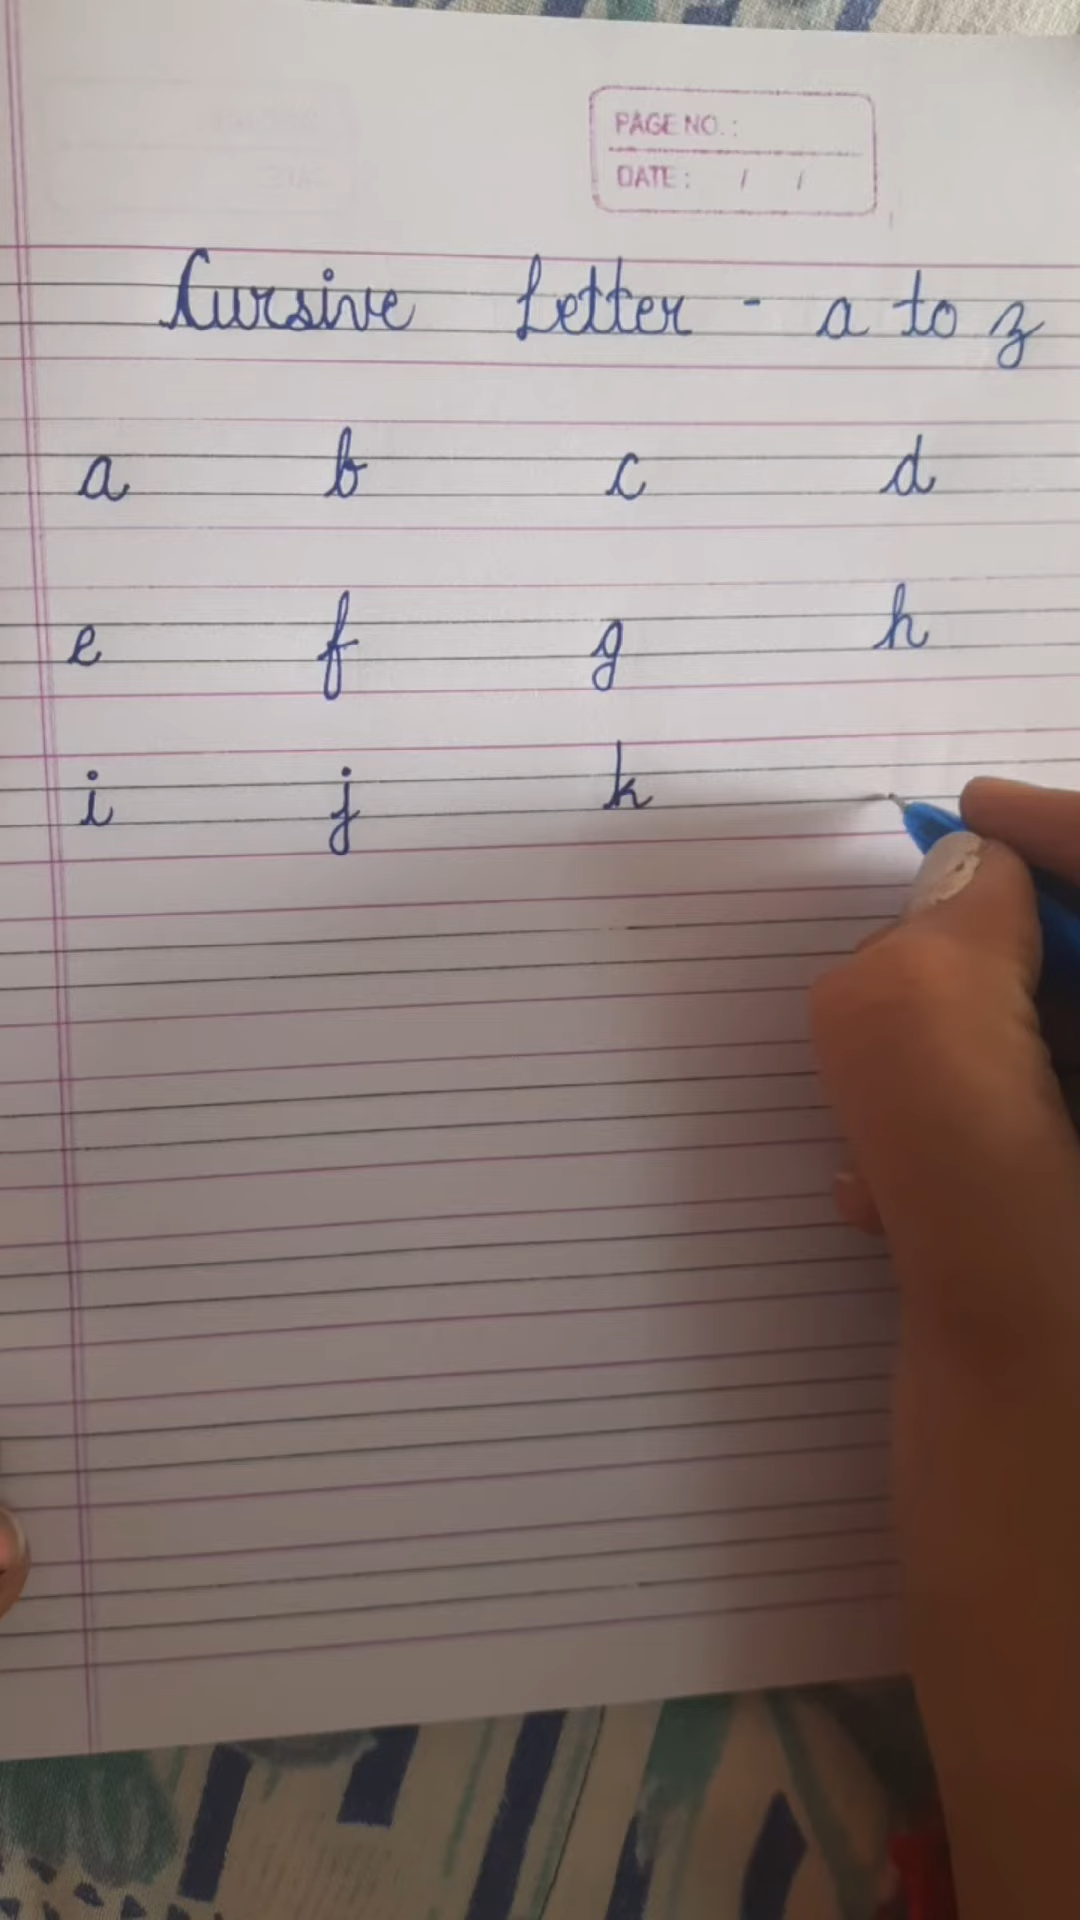 PAGE NO. :
DATE : / /
Cursive Letter - a to z
a b c d
e f g h
i j k